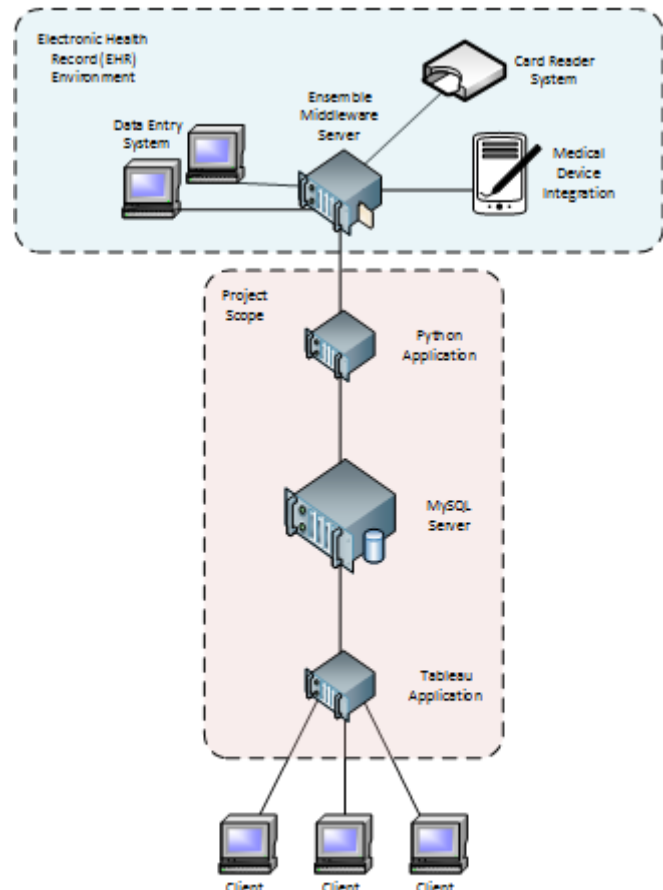 Electronic Health
Record (EHR)
Environment
Card Reader
System
Ensemble
Middleware
Server
Data Entry
System
Medical
Device
Integration
Project
Scope
Python
Application
MySQL
Server
Tableau
Application
Client
Client
Client